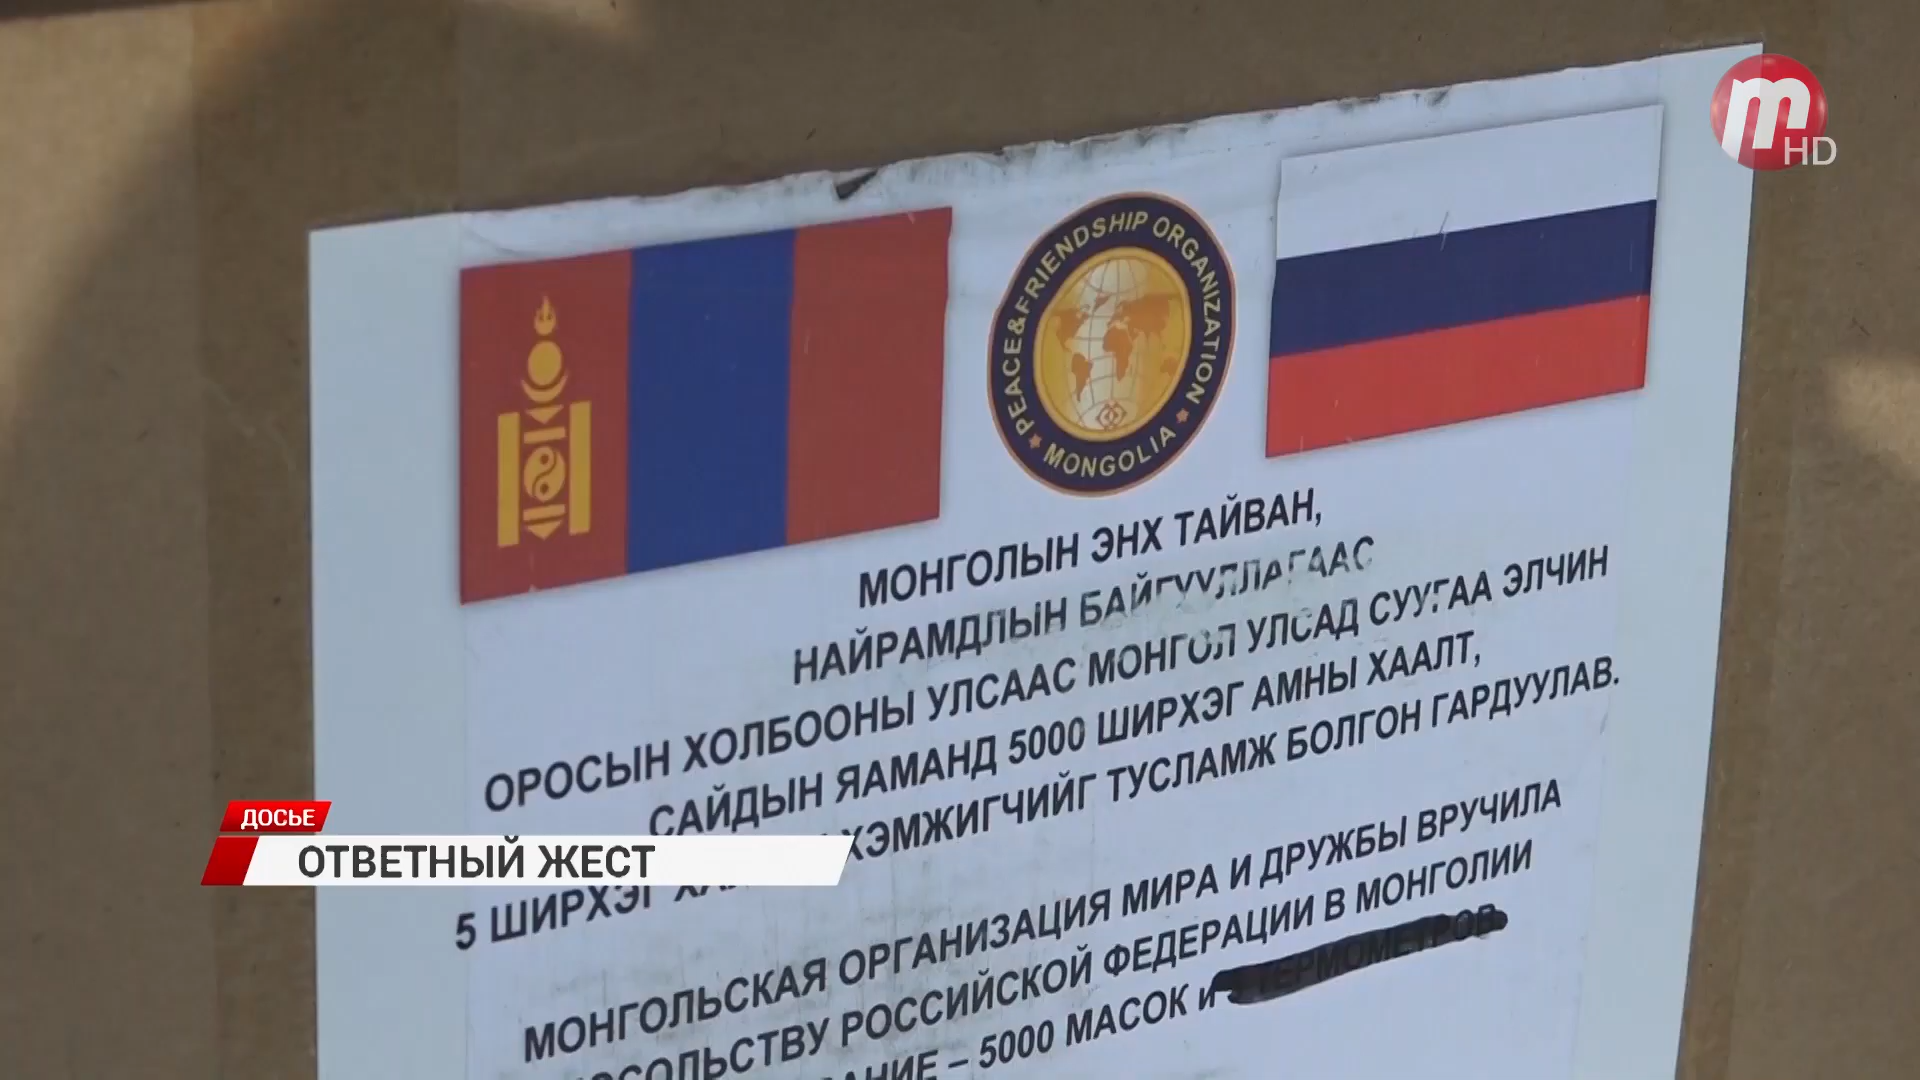 m HD
PEACE&FRIENDSHIP ORGANIZATION
MONGOLIA
МОНГОЛЫН ЭНХ ТАЙВАН,
НАЙРАМДЛЫН БАЙГУУЛЛАГААС
ОРОСЫН ХОЛБООНЫ УЛСААС МОНГОЛ УЛСАД СУУГАА ЭЛЧИН
САЙДЫН ЯАМАНД 5000 ШИРХЭГ АМНЫ ХААЛТ,
5 ШИРХЭГ ХЭМЖИГЧИЙГ ТУСЛАМЖ БОЛГОН ГАРДУУЛАВ.
МОНГОЛЬСКАЯ ОРГАНИЗАЦИЯ МИРА И ДРУЖБЫ ВРУЧИЛА
РОССИЙСКОЙ ФЕДЕРАЦИИ В МОНГОЛИИ
– 5000 МАСОК и ТЕРМОМЕТРОВ
ДОСЬЕ
ОТВЕТНЫЙ ЖЕСТ